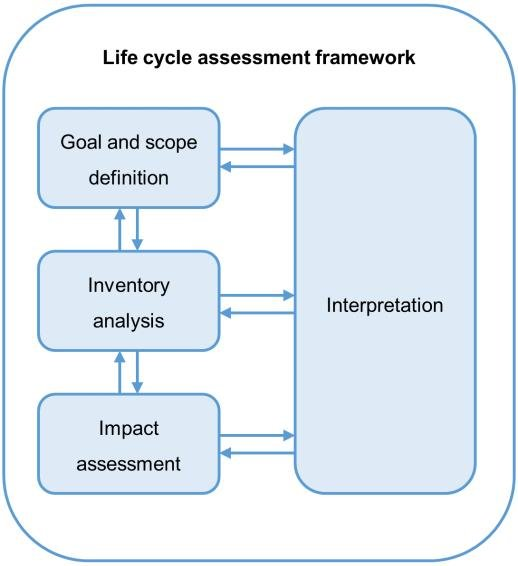 Life cycle assessment framework
Goal and scope
definition
Inventory
analysis
Impact
assessment
Interpretation